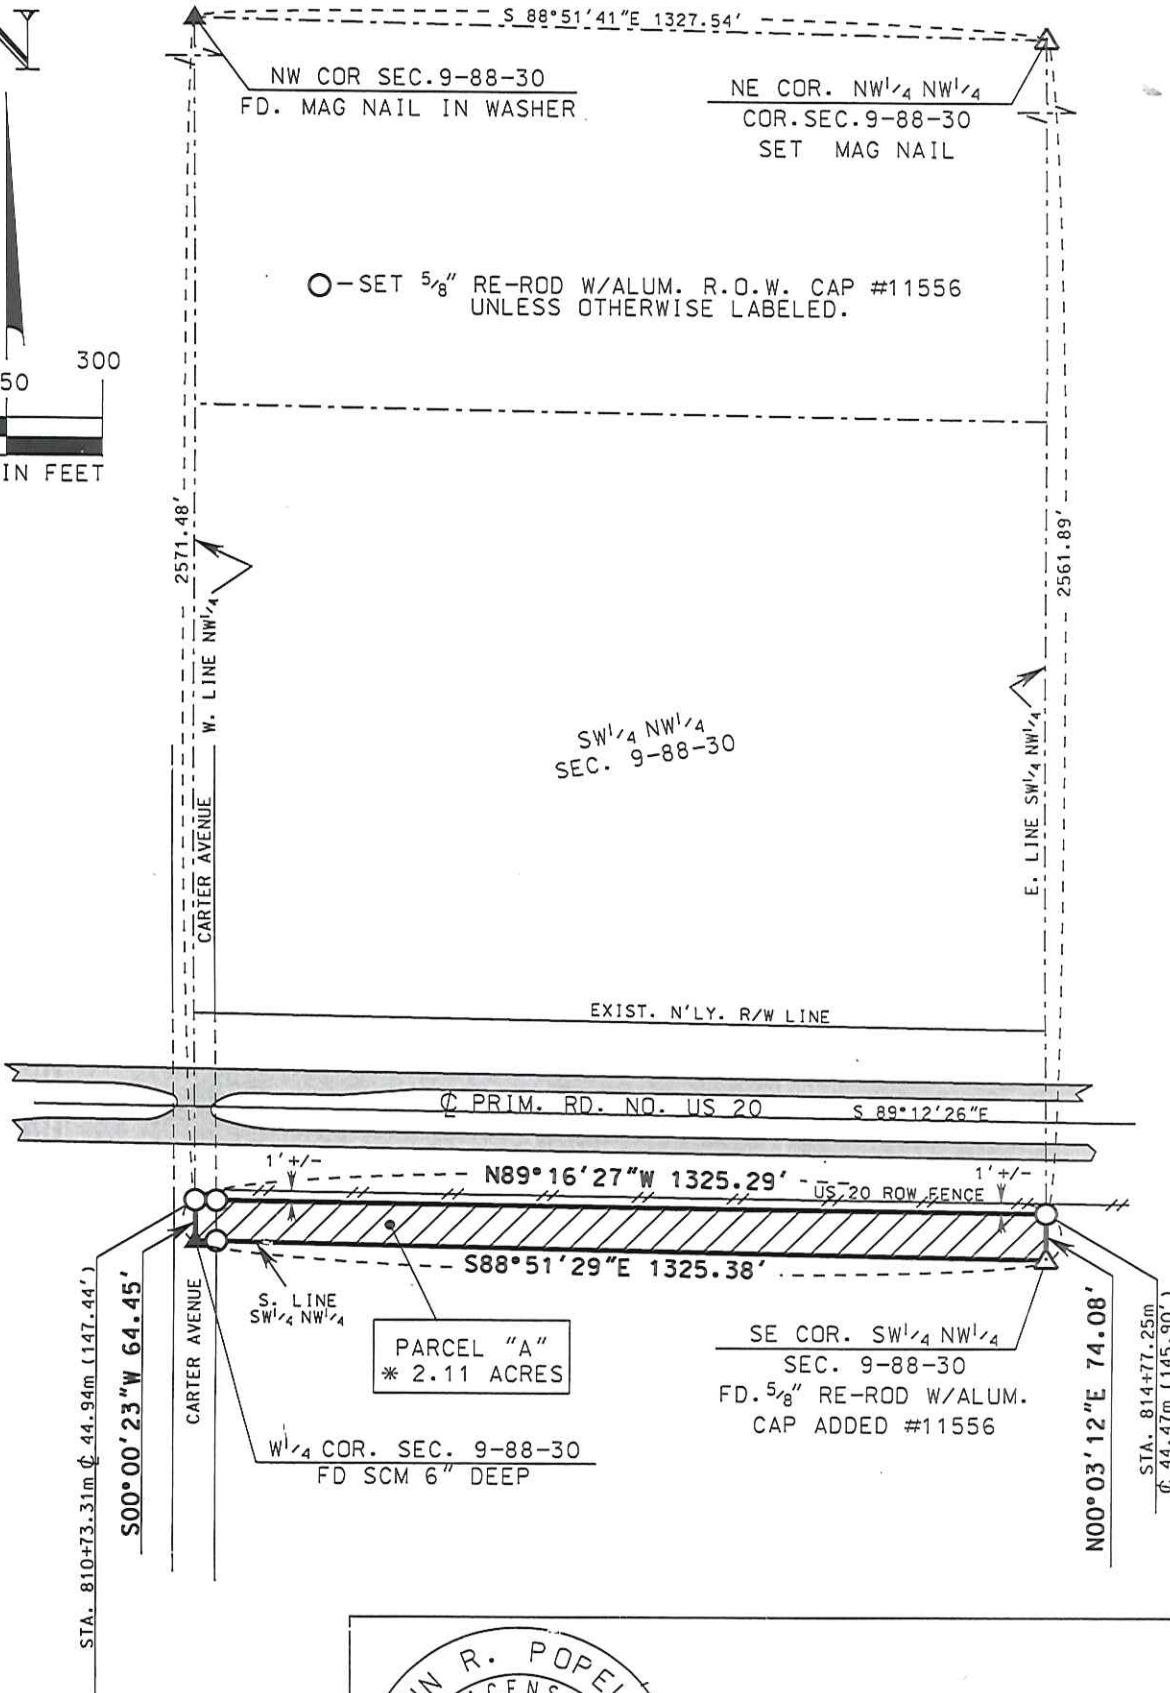 S 88°51'41"E 1327.54'
NW COR SEC.9-88-30
FD. MAG NAIL IN WASHER
NE COR. NW¹/₄ NW¹/₄
COR.SEC.9-88-30
SET MAG NAIL
O-SET ⁵/₈" RE-ROD W/ALUM. R.O.W. CAP #11556
UNLESS OTHERWISE LABELED.
50 300
IN FEET
2571.48'
2561.89'
W. LINE NW¹/₄
SW¹/₄ NW¹/₄
SEC. 9-88-30
E. LINE SW¹/₄ NW¹/₄
CARTER AVENUE
EXIST. N'LY. R/W LINE
℄ PRIM. RD. NO. US 20 S 89°12'26"E
1'+/-
N89°16'27"W 1325.29'
1'+/-
US 20 ROW FENCE
S88°51'29"E 1325.38'
S. LINE
SW¹/₄ NW¹/₄
PARCEL "A"
* 2.11 ACRES
SE COR. SW¹/₄ NW¹/₄
SEC. 9-88-30
FD.⁵/₈" RE-ROD W/ALUM.
CAP ADDED #11556
W¹/₄ COR. SEC. 9-88-30
FD SCM 6" DEEP
CARTER AVENUE
STA. 810+73.31m ℄ 44.94m (147.44')
S00°00'23"W 64.45'
N00°03'12"E 74.08'
STA. 814+77.25m
℄ 44.47m (145.90')
R. POPE